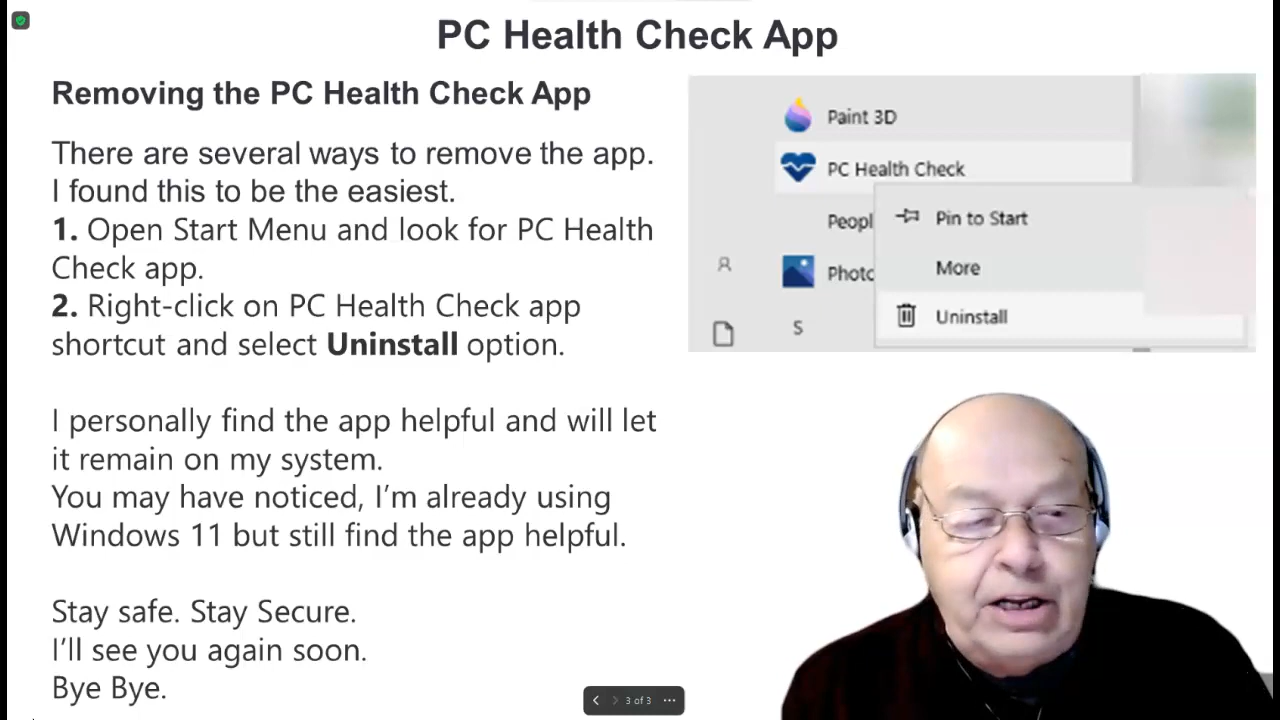 PC Health Check App
Removing the PC Health Check App
There are several ways to remove the app.
I found this to be the easiest.
1. Open Start Menu and look for PC Health
Check app.
2. Right-click on PC Health Check app
shortcut and select Uninstall option.
I personally find the app helpful and will let
it remain on my system.
You may have noticed, I’m already using
Windows 11 but still find the app helpful.
Stay safe. Stay Secure.
I’ll see you again soon.
Bye Bye.
Paint 3D
PC Health Check
Peopl
Pin to Start
More
Photo
Uninstall
S
3 of 3